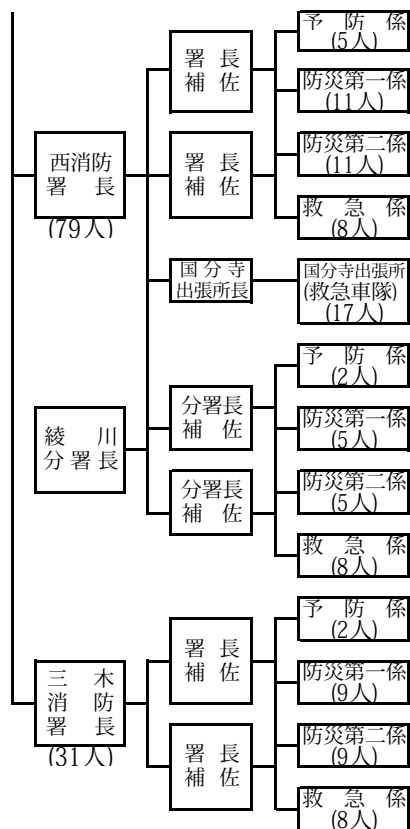 予防係
(5人)
署長
補佐
防災第一係
(11人)
西消防
署長
(79人)
署長
補佐
防災第二係
(11人)
救急係
(8人)
国分寺
出張所長
国分寺出張所
(救急車隊)
(17人)
予防係
(2人)
綾川
分署長
分署長
補佐
防災第一係
(5人)
分署長
補佐
防災第二係
(5人)
救急係
(8人)
予防係
(2人)
三木
消防
署長
(31人)
署長
補佐
防災第一係
(9人)
署長
補佐
防災第二係
(9人)
救急係
(8人)